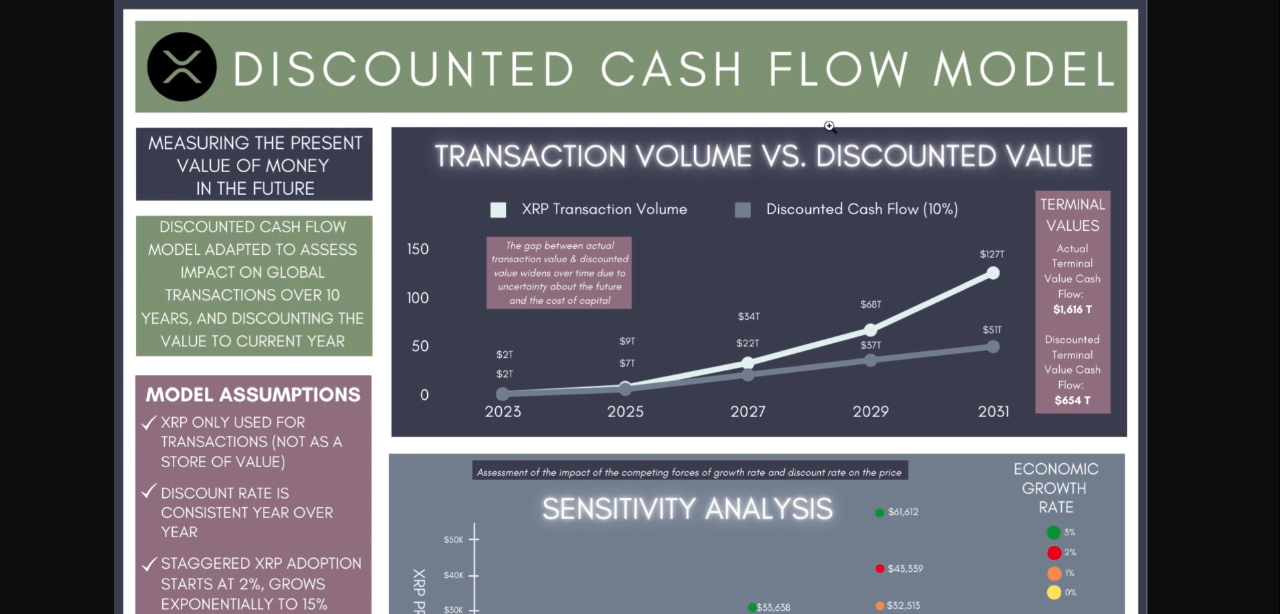 DISCOUNTED CASH FLOW MODEL
MEASURING THE PRESENT
VALUE OF MONEY
IN THE FUTURE
DISCOUNTED CASH FLOW
MODEL ADAPTED TO ASSESS
IMPACT ON GLOBAL
TRANSACTIONS OVER 10
YEARS, AND DISCOUNTING THE
VALUE TO CURRENT YEAR
MODEL ASSUMPTIONS
XRP ONLY USED FOR
TRANSACTIONS (NOT AS A
STORE OF VALUE)
DISCOUNT RATE IS
CONSISTENT YEAR OVER
YEAR
STAGGERED XRP ADOPTION
STARTS AT 2%, GROWS
EXPONENTIALLY TO 15%
TRANSACTION VOLUME VS. DISCOUNTED VALUE
XRP Transaction Volume
Discounted Cash Flow (10%)
The gap between actual
transaction value & discounted
value widens over time due to
uncertainty about the future
and the cost of capital
150
100
50
0
$2T
$2T
$9T
$7T
$34T
$22T
$68T
$37T
$127T
$51T
2023
2025
2027
2029
2031
TERMINAL
VALUES
Actual
Terminal
Value Cash
Flow:
$1,616 T
Discounted
Terminal
Value Cash
Flow:
$654 T
Assessment of the impact of the competing forces of growth rate and discount rate on the price
SENSITIVITY ANALYSIS
$50K
$40K
$30K
XRP
$61,612
$43,339
$33,638
$32,513
ECONOMIC
GROWTH
RATE
3%
2%
1%
0%